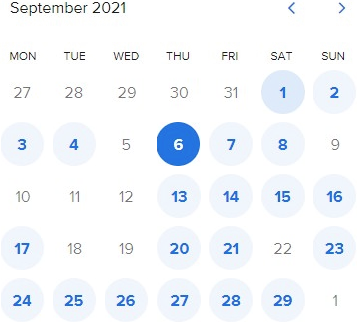 September 2021 < >
MON TUE WED THU FRI SAT SUN
27 28 29 30 31 1 2
3 4 5 6 7 8 9
10 11 12 13 14 15 16
17 18 19 20 21 22 23
24 25 26 27 28 29 1